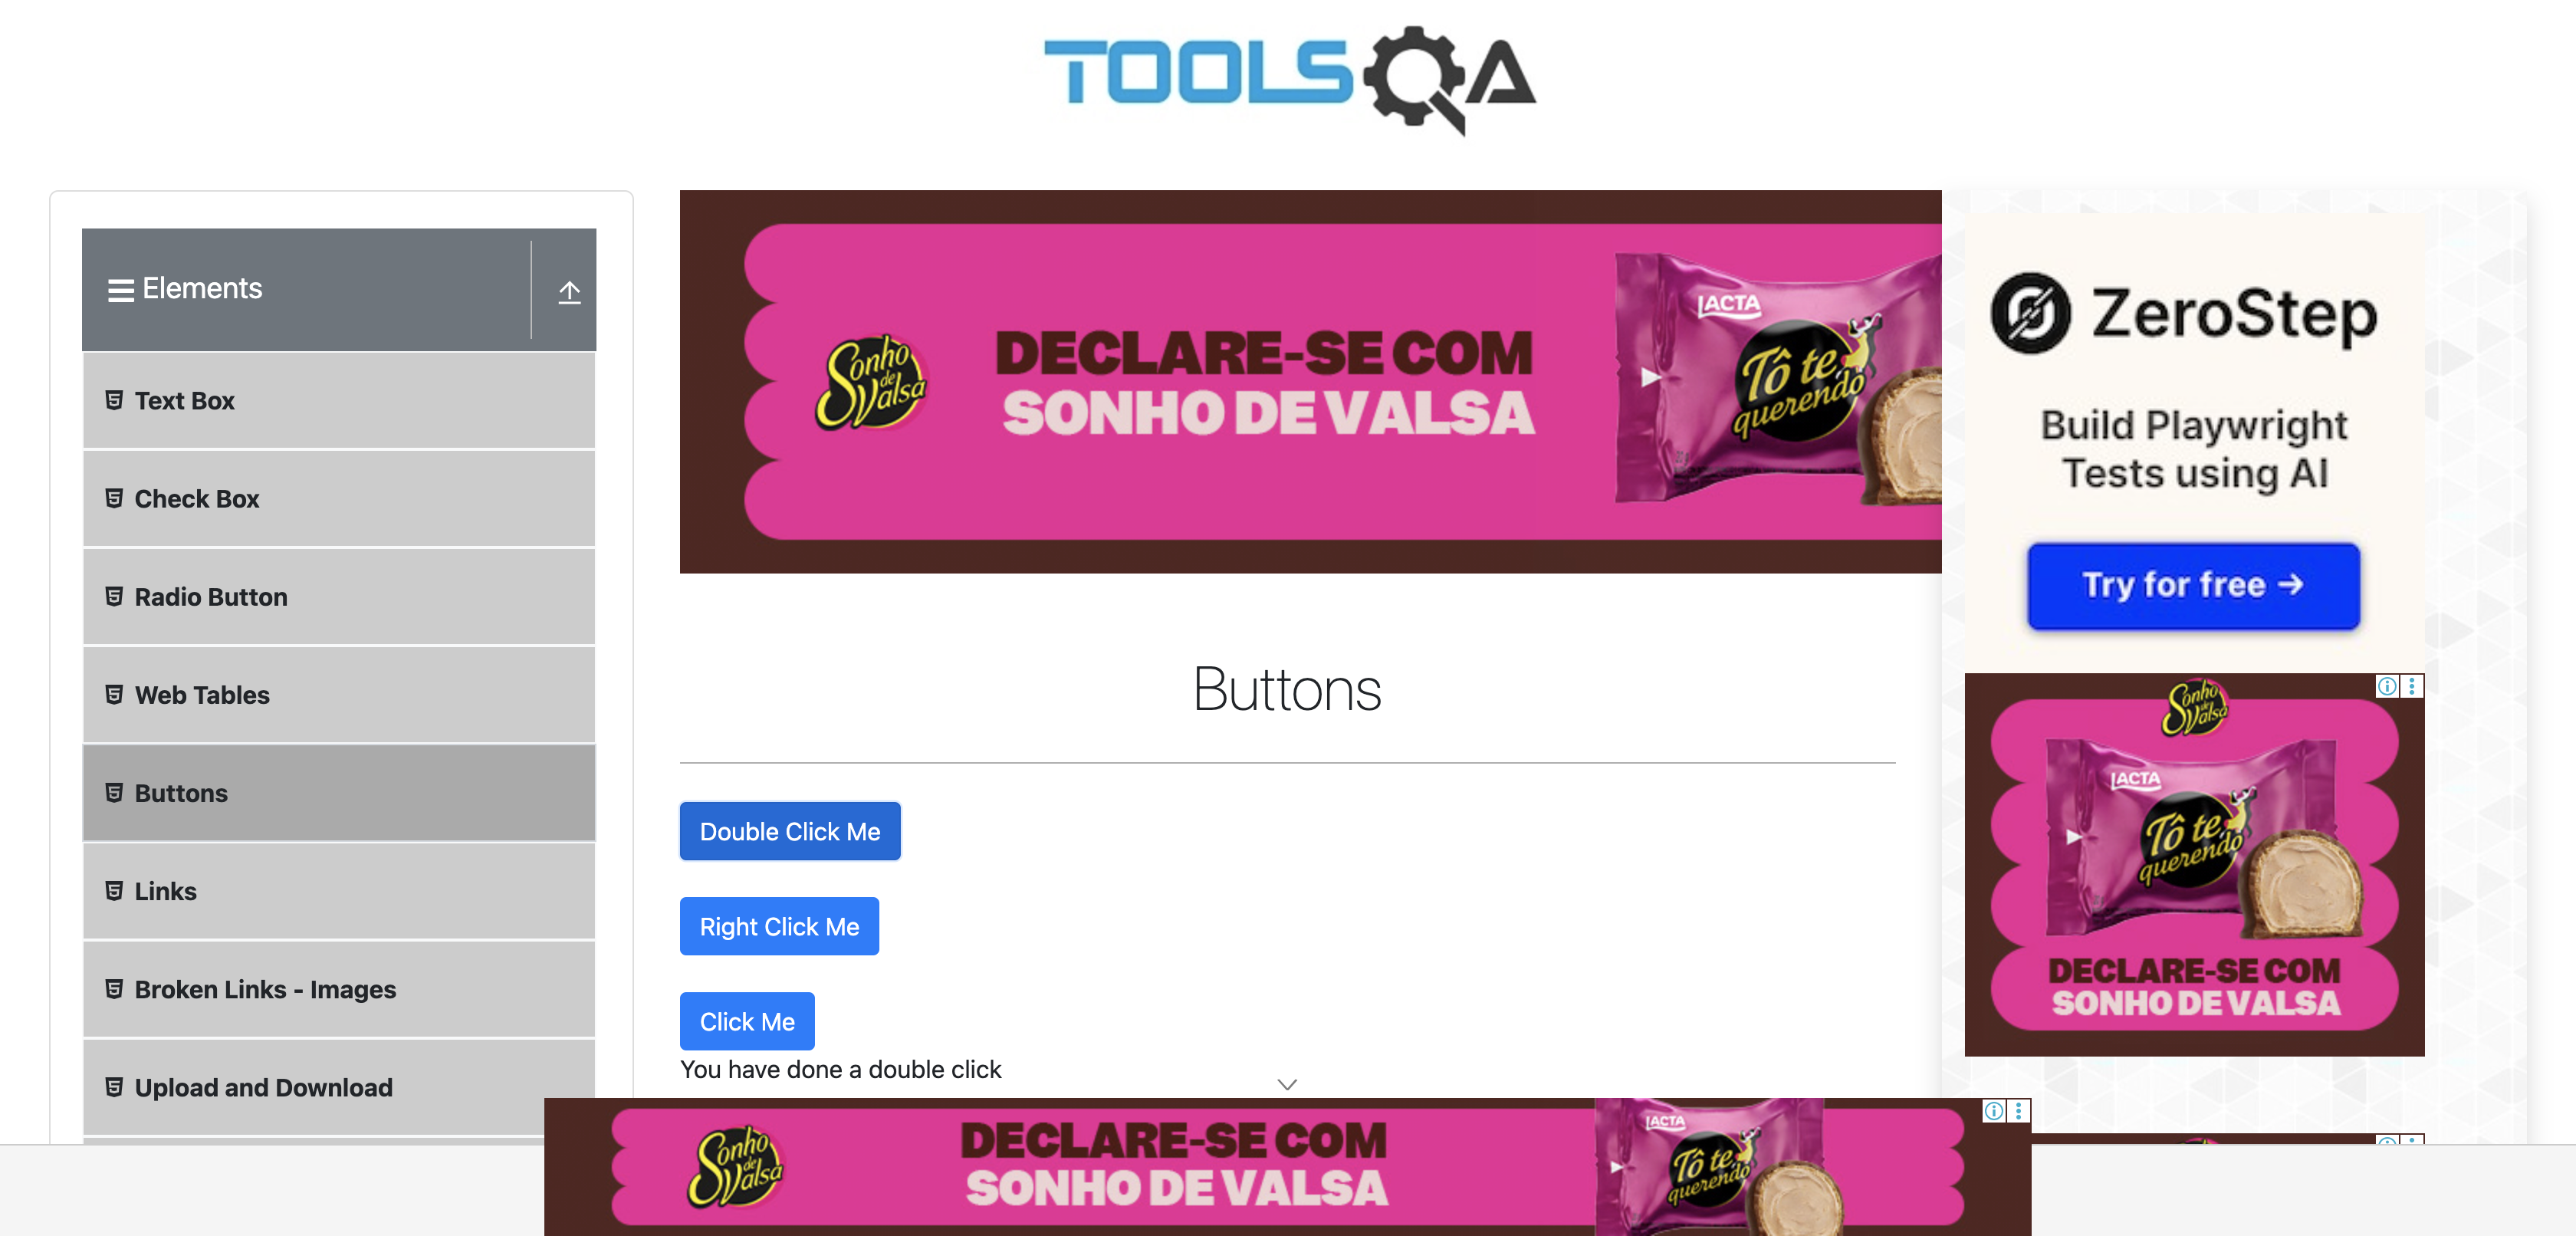 TOOLSQA
Elements
Text Box
Check Box
Radio Button
Web Tables
Buttons
Links
Broken Links - Images
Upload and Download
Sonho de Valsa
DECLARE-SE COM
SONHO DE VALSA
LACTA
Tô te
querendo
Buttons
Double Click Me
Right Click Me
Click Me
You have done a double click
ZeroStep
Build Playwright
Tests using AI
Try for free →
Sonho de Valsa
LACTA
Tô te
querendo
DECLARE-SE COM
SONHO DE VALSA
Sonho de Valsa
DECLARE-SE COM
SONHO DE VALSA
LACTA
Tô te
querendo